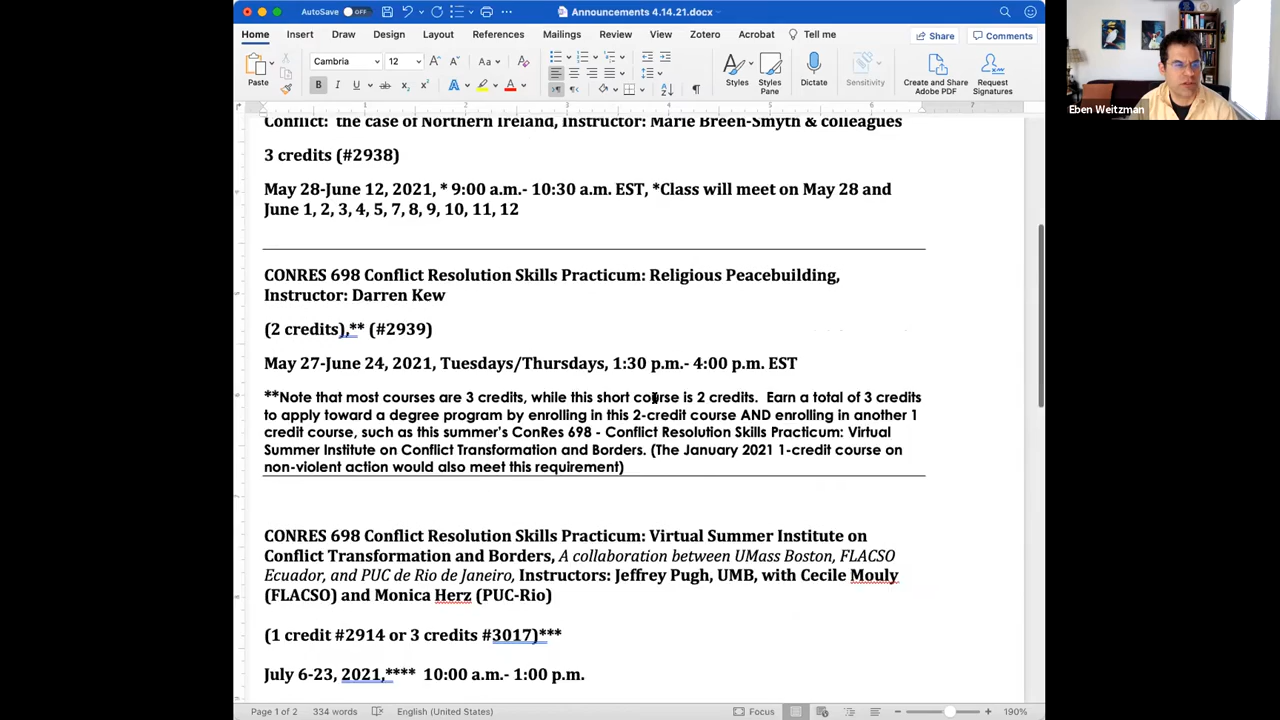 AutoSave OFF
Announcements 4.14.21.docx
Home Insert Draw Design Layout References Mailings Review View Zotero Acrobat Tell me
Share Comments
Cambria 12
Paste
Styles
Styles Pane
Dictate
Sensitivity
Create and Share Adobe PDF
Request Signatures
Eben Weitzman
1 2 3 4 5 6 7
Conflict: the case of Northern Ireland, Instructor: Marie Breen-Smyth & colleagues
3 credits (#2938)
May 28-June 12, 2021, * 9:00 a.m.- 10:30 a.m. EST, *Class will meet on May 28 and
June 1, 2, 3, 4, 5, 7, 8, 9, 10, 11, 12
CONRES 698 Conflict Resolution Skills Practicum: Religious Peacebuilding,
Instructor: Darren Kew
(2 credits),** (#2939)
May 27-June 24, 2021, Tuesdays/Thursdays, 1:30 p.m.- 4:00 p.m. EST
**Note that most courses are 3 credits, while this short course is 2 credits. Earn a total of 3 credits
to apply toward a degree program by enrolling in this 2-credit course AND enrolling in another 1
credit course, such as this summer's ConRes 698 - Conflict Resolution Skills Practicum: Virtual
Summer Institute on Conflict Transformation and Borders. (The January 2021 1-credit course on
non-violent action would also meet this requirement)
CONRES 698 Conflict Resolution Skills Practicum: Virtual Summer Institute on
Conflict Transformation and Borders, A collaboration between UMass Boston, FLACSO
Ecuador, and PUC de Rio de Janeiro, Instructors: Jeffrey Pugh, UMB, with Cecile Mouly
(FLACSO) and Monica Herz (PUC-Rio)
(1 credit #2914 or 3 credits #3017)***
July 6-23, 2021,**** 10:00 a.m.- 1:00 p.m.
Page 1 of 2 334 words English (United States) Focus 190%